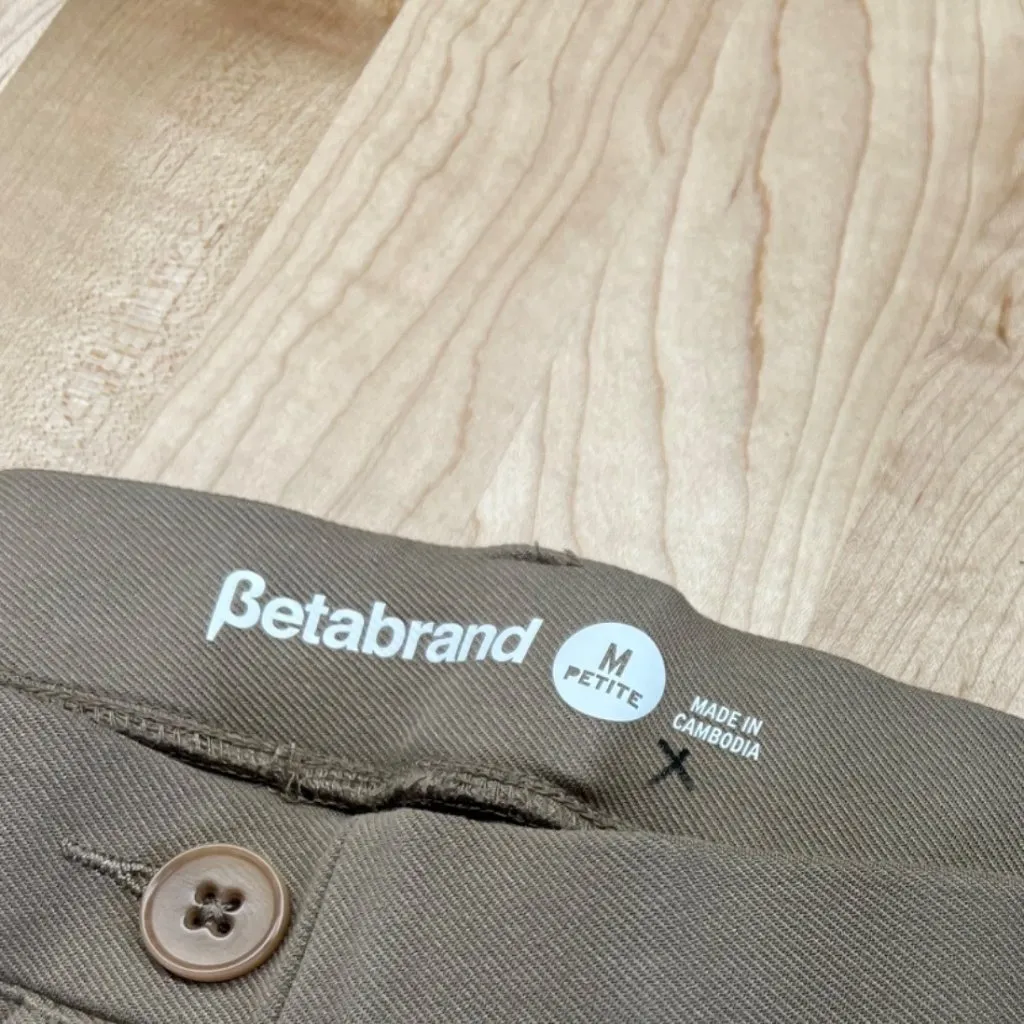 βetabrand
M
PETITE
MADE IN
CAMBODIA
X